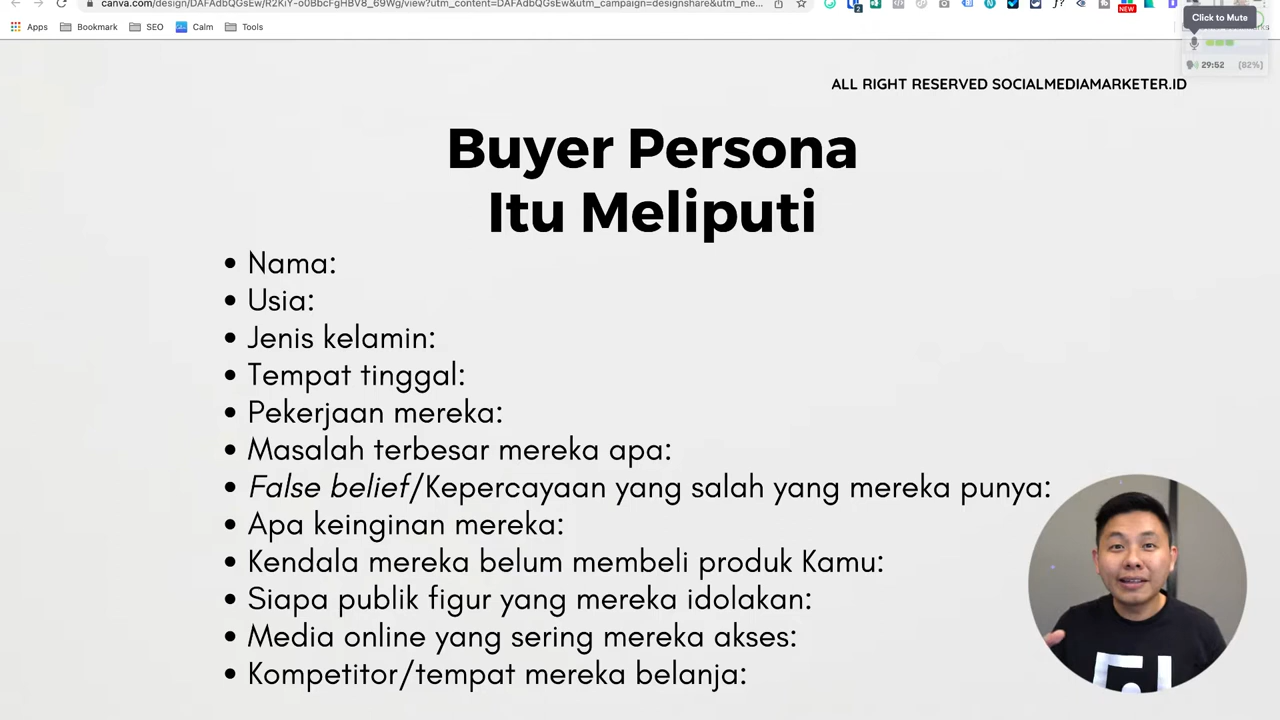 canva.com/design/DAFAdbQGsEw/R2KiY-oOBbcFgHBV8_69Wg/view?utm_content=DAFAdbQGsEw&utm_campaign=designshare&utm_me...
NEW
Click to Mute
Apps Bookmark SEO Calm Tools
29:52 (82%)
ALL RIGHT RESERVED SOCIALMEDIAMARKETER.ID
Buyer Persona
Itu Meliputi
• Nama:
• Usia:
• Jenis kelamin:
• Tempat tinggal:
• Pekerjaan mereka:
• Masalah terbesar mereka apa:
• False belief/Kepercayaan yang salah yang mereka punya:
• Apa keinginan mereka:
• Kendala mereka belum membeli produk Kamu:
• Siapa publik figur yang mereka idolakan:
• Media online yang sering mereka akses:
• Kompetitor/tempat mereka belanja: